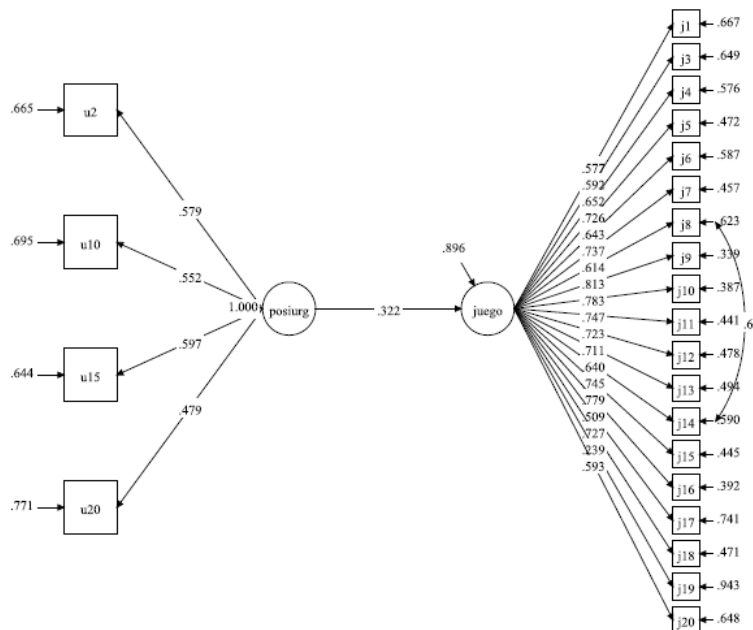 j1 .667
j3 .649
j4 .576
j5 .472
j6 .587
j7 .457
j8 .623
j9 .339
j10 .387
j11 .441
j12 .478
j13 .494
j14 .590
j15 .445
j16 .392
j17 .741
j18 .471
j19 .943
j20 .648
.6
.577
.592
.652
.726
.643
.737
.614
.813
.783
.747
.723
.711
.640
.745
.779
.509
.727
.239
.593
.665 u2
.695 u10
.644 u15
.771 u20
.579
.552
.597
.479
1.000 posiurg
.322
.896
juego